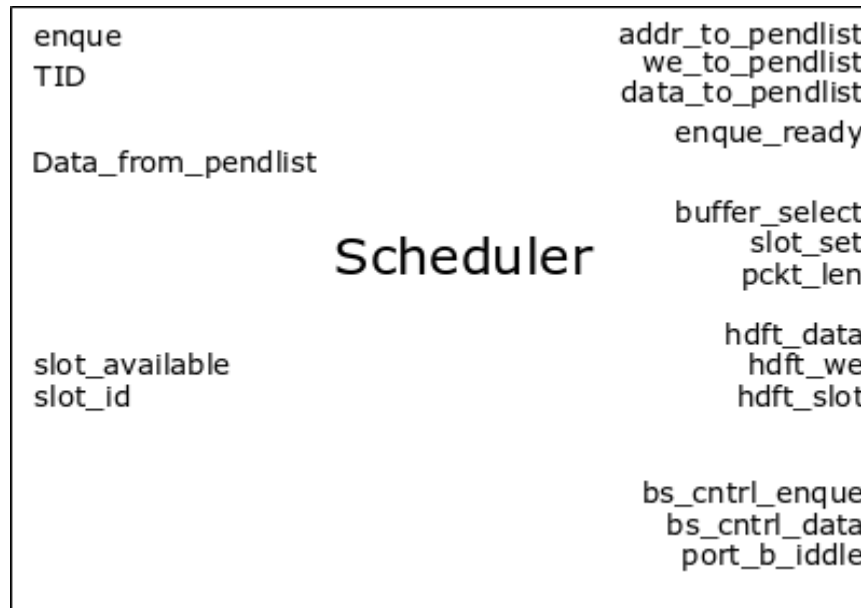 enque
TID
Data_from_pendlist
slot_available
slot_id
Scheduler
addr_to_pendlist
we_to_pendlist
data_to_pendlist
enque_ready
buffer_select
slot_set
pckt_len
hdft_data
hdft_we
hdft_slot
bs_cntrl_enque
bs_cntrl_data
port_b_iddle